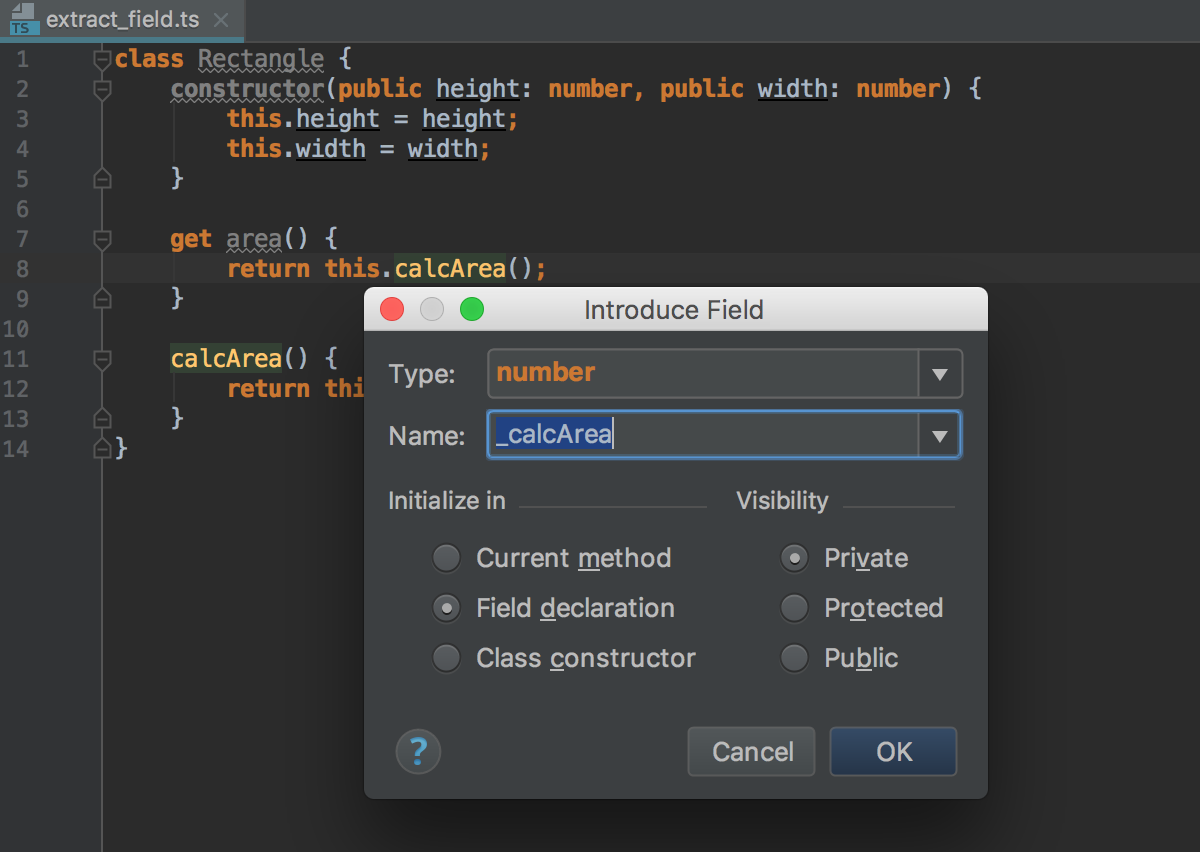 TS extract_field.ts
1 class Rectangle {
2 constructor(public height: number, public width: number) {
3 this.height = height;
4 this.width = width;
5 }
6
7 get area() {
8 return this.calcArea();
9 }
10
11 calcArea() {
12 return thi
13 }
14 }
Introduce Field
Type: number
Name: _calcArea
Initialize in Visibility
Current method Private
Field declaration Protected
Class constructor Public
? Cancel OK